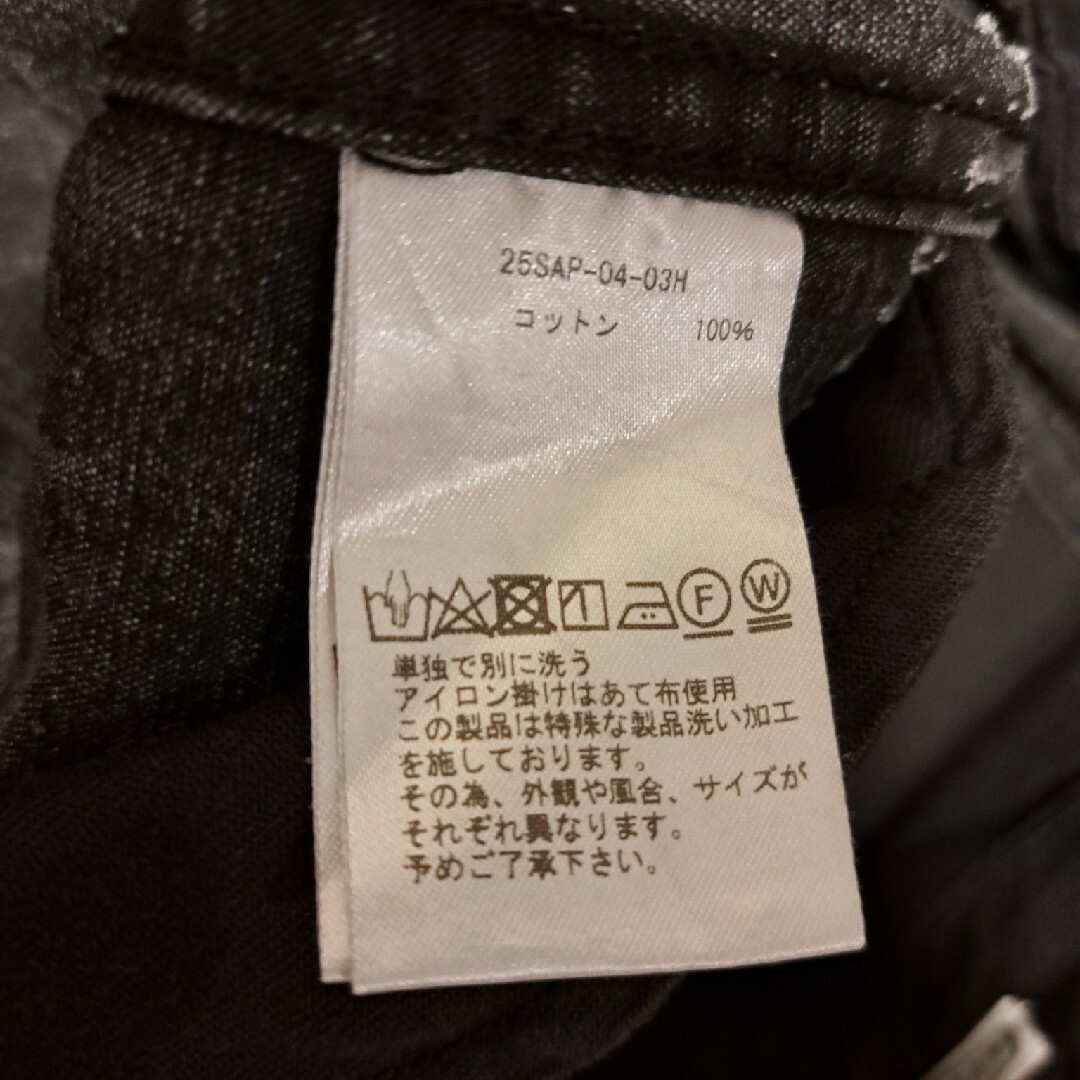 25SAP-04-03H
コットン 100%
F W
単独で別に洗う
アイロン掛けはあて布使用
この製品は特殊な製品洗い加工
を施しております。
その為、外観や風合、サイズが
それぞれ異なります。
予めご了承下さい。